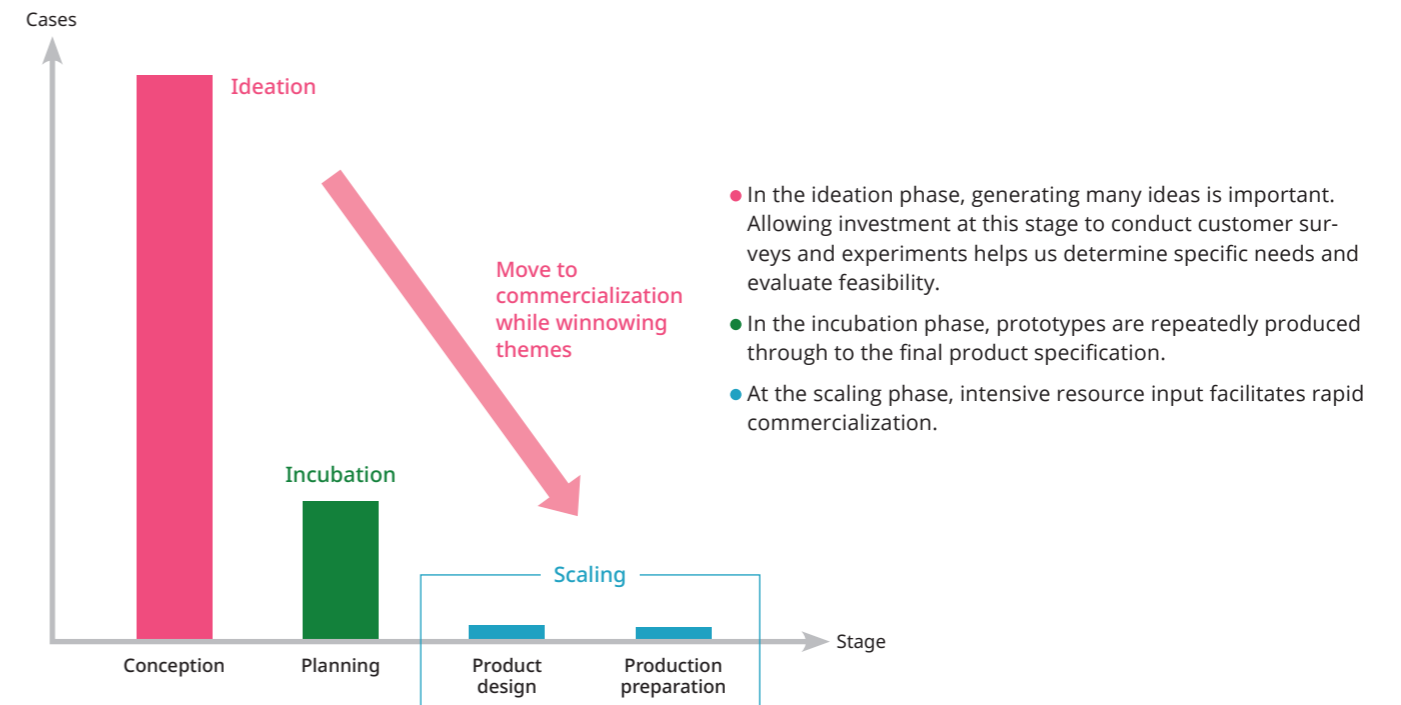 Cases
Ideation
Move to
commercialization
while winnowing
themes
Incubation
Scaling
Stage
Conception
Planning
Product
design
Production
preparation
In the ideation phase, generating many ideas is important.
Allowing investment at this stage to conduct customer sur-
veys and experiments helps us determine specific needs and
evaluate feasibility.
In the incubation phase, prototypes are repeatedly produced
through to the final product specification.
At the scaling phase, intensive resource input facilitates rapid
commercialization.